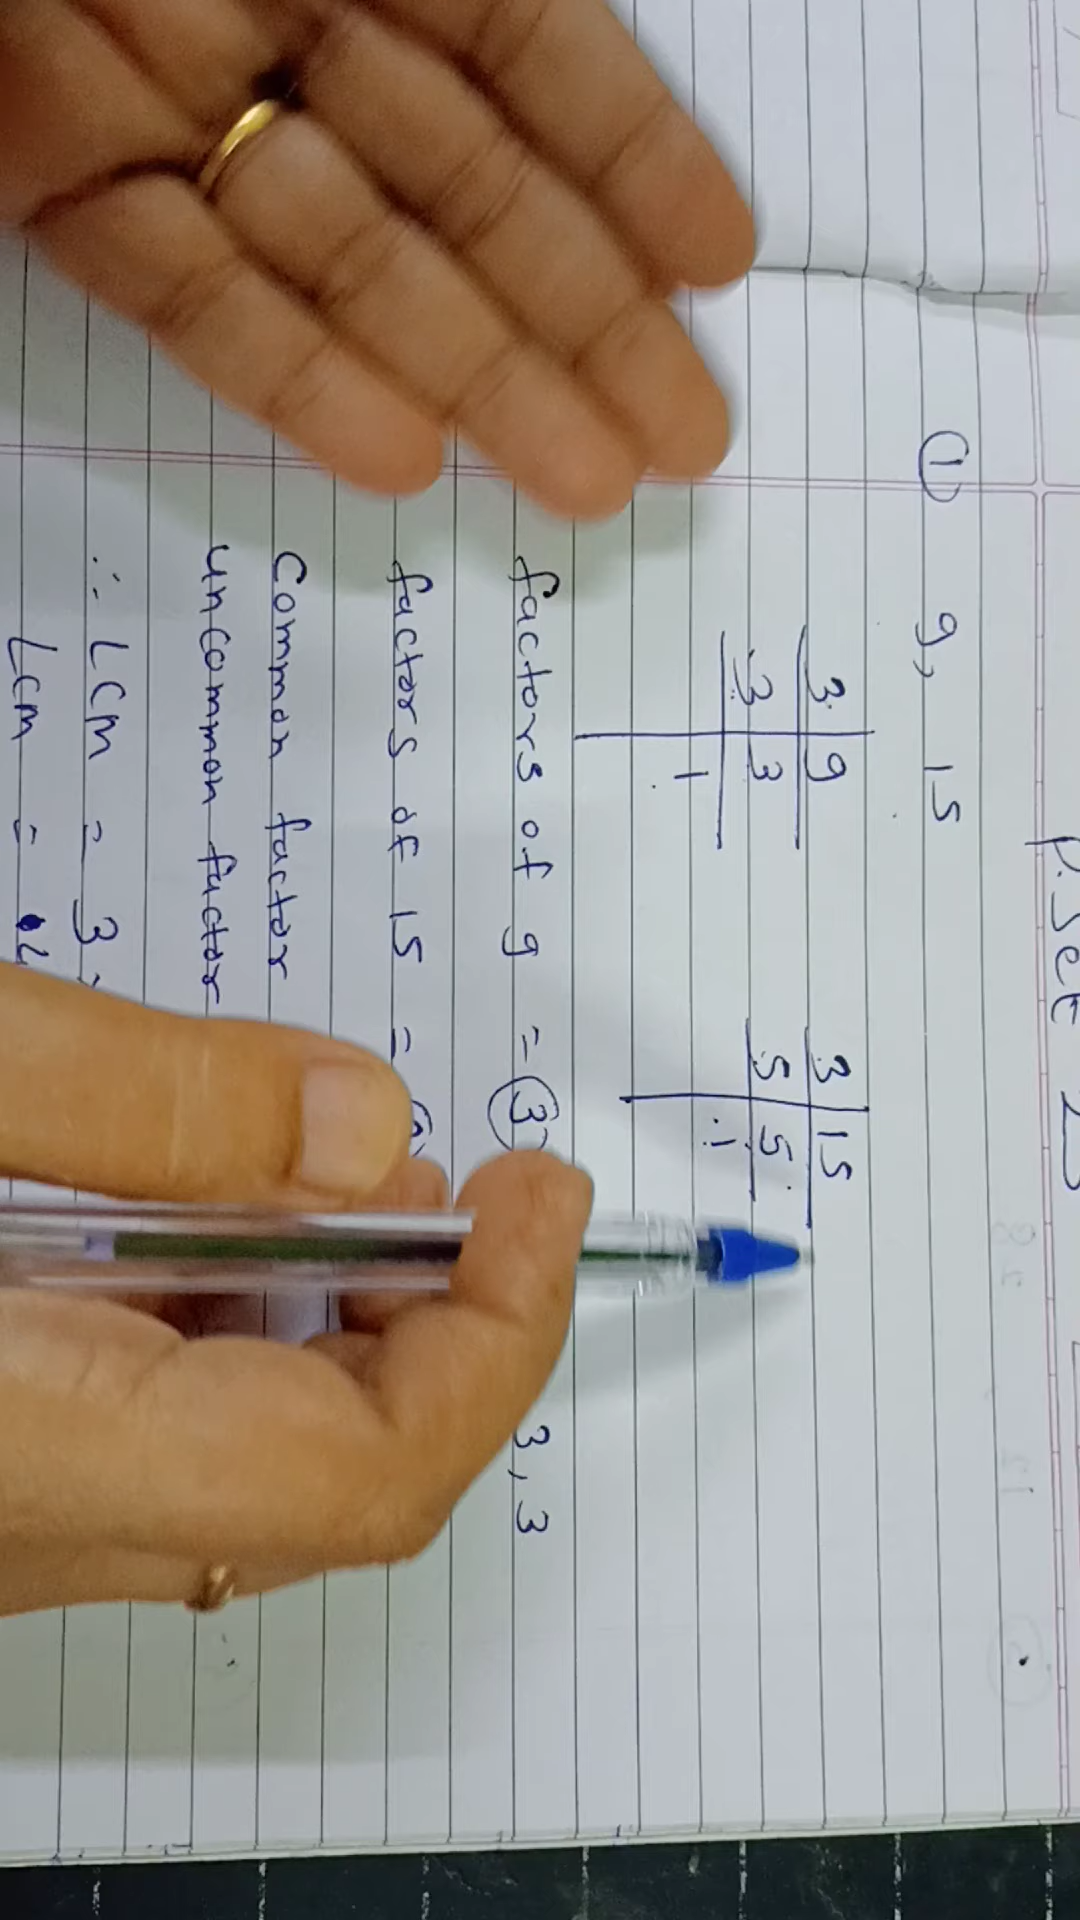 P. Set 25
(1) 9, 15
3 | 9    3 | 15
3 | 3    5 | 5
1    1
factors of 9 = 3 3, 3
factors of 15 =
Common factor
Uncommon factor
∴ LCM = 3
LCM =